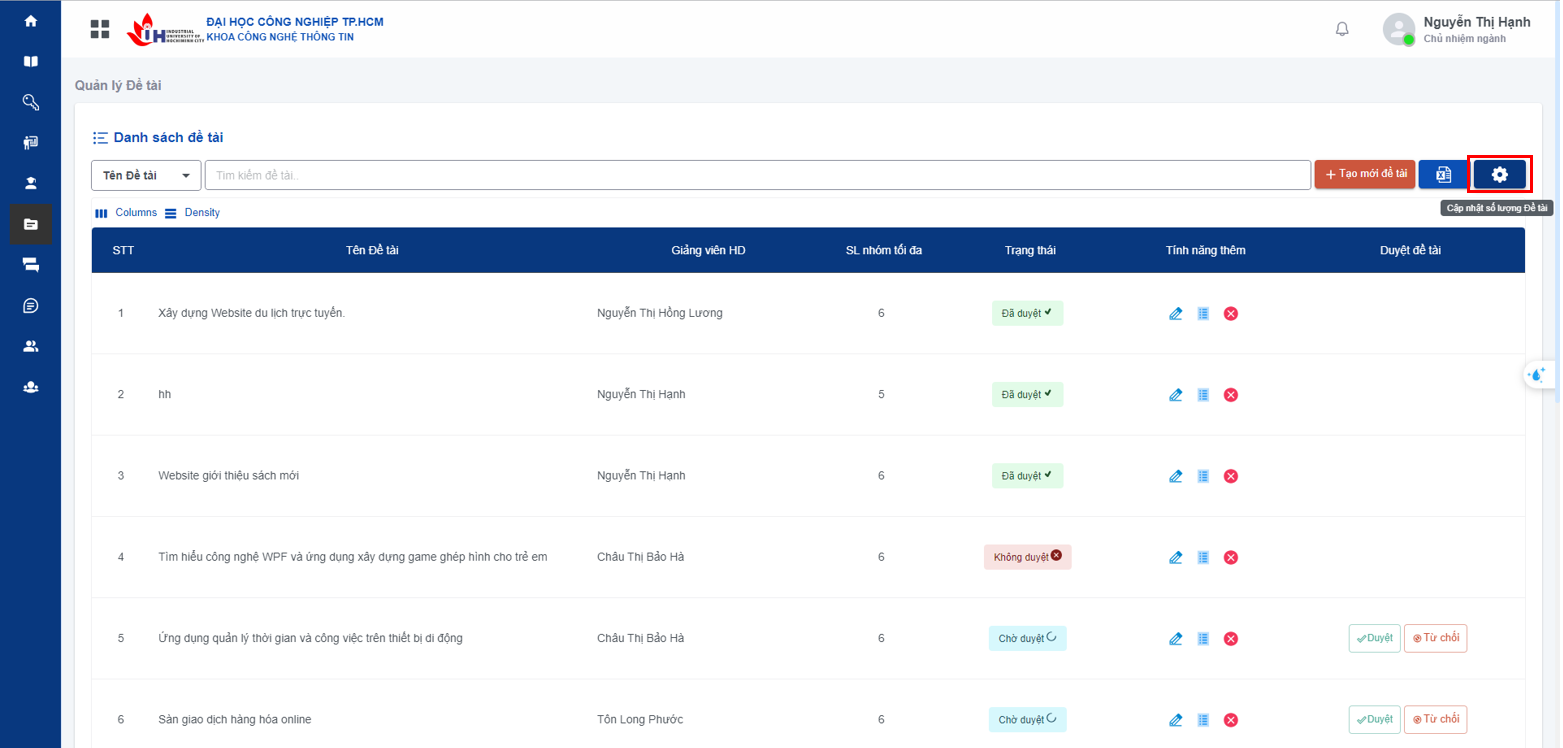 ĐẠI HỌC CÔNG NGHIỆP TP.HCM
INDUSTRIAL
UNIVERSITY OF
HOCHIMINH CITY
KHOA CÔNG NGHỆ THÔNG TIN
Nguyễn Thị Hạnh
Chủ nhiệm ngành
Quản lý Đề tài
Danh sách đề tài
Tên Đề tài
Tìm kiếm đề tài..
+ Tạo mới đề tài
Cập nhật số lượng Đề tài
Columns Density
STT Tên Đề tài Giảng viên HD SL nhóm tối đa Trạng thái Tính năng thêm Duyệt đề tài
1 Xây dựng Website du lịch trực tuyến. Nguyễn Thị Hồng Lương 6 Đã duyệt
2 hh Nguyễn Thị Hạnh 5 Đã duyệt
3 Website giới thiệu sách mới Nguyễn Thị Hạnh 6 Đã duyệt
4 Tìm hiểu công nghệ WPF và ứng dụng xây dựng game ghép hình cho trẻ em Châu Thị Bảo Hà 6 Không duyệt
5 Ứng dụng quản lý thời gian và công việc trên thiết bị di động Châu Thị Bảo Hà 6 Chờ duyệt Duyệt Từ chối
6 Sàn giao dịch hàng hóa online Tôn Long Phước 6 Chờ duyệt Duyệt Từ chối